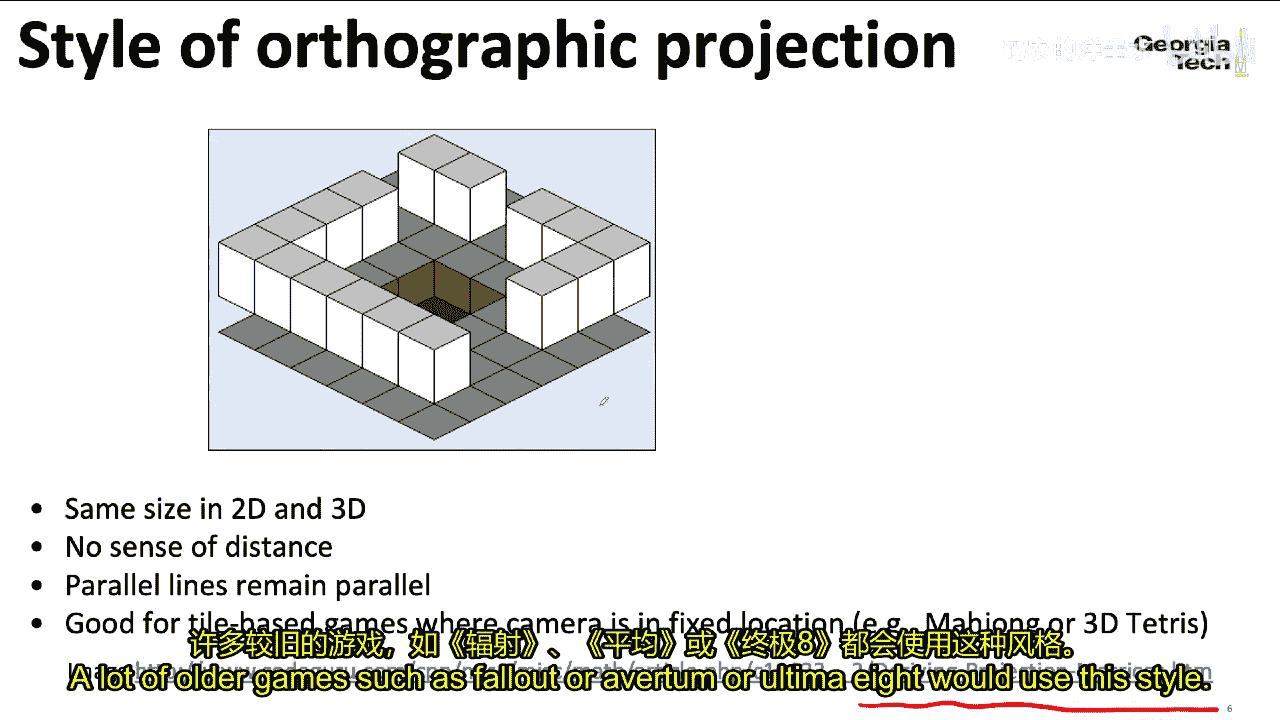 Style of orthographic projection
Georgia
Tech
• Same size in 2D and 3D
• No sense of distance
• Parallel lines remain parallel
• Good for tile-based games where camera is in fixed location (e.g., Mahjong or 3D Tetris)
许多较旧的游戏，如《辐射》、《平均》或《终极8》都会使用这种风格。
A lot of older games such as fallout or avertum or ultima eight would use this style.
6